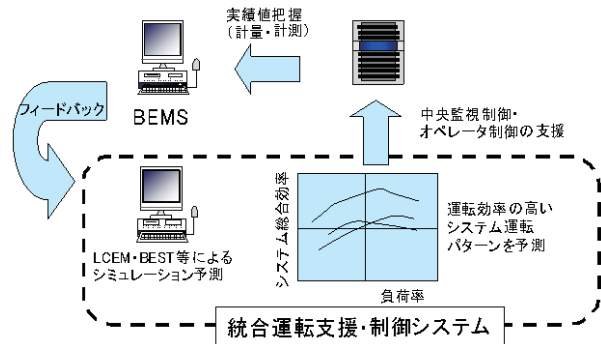 実績値把握
(計量・計測)
フィードバック
BEMS
中央監視制御・
オペレータ制御の支援
LCEM・BEST等による
シミュレーション予測
システム総合効率
負荷率
運転効率の高い
システム運転
パターンを予測
統合運転支援・制御システム